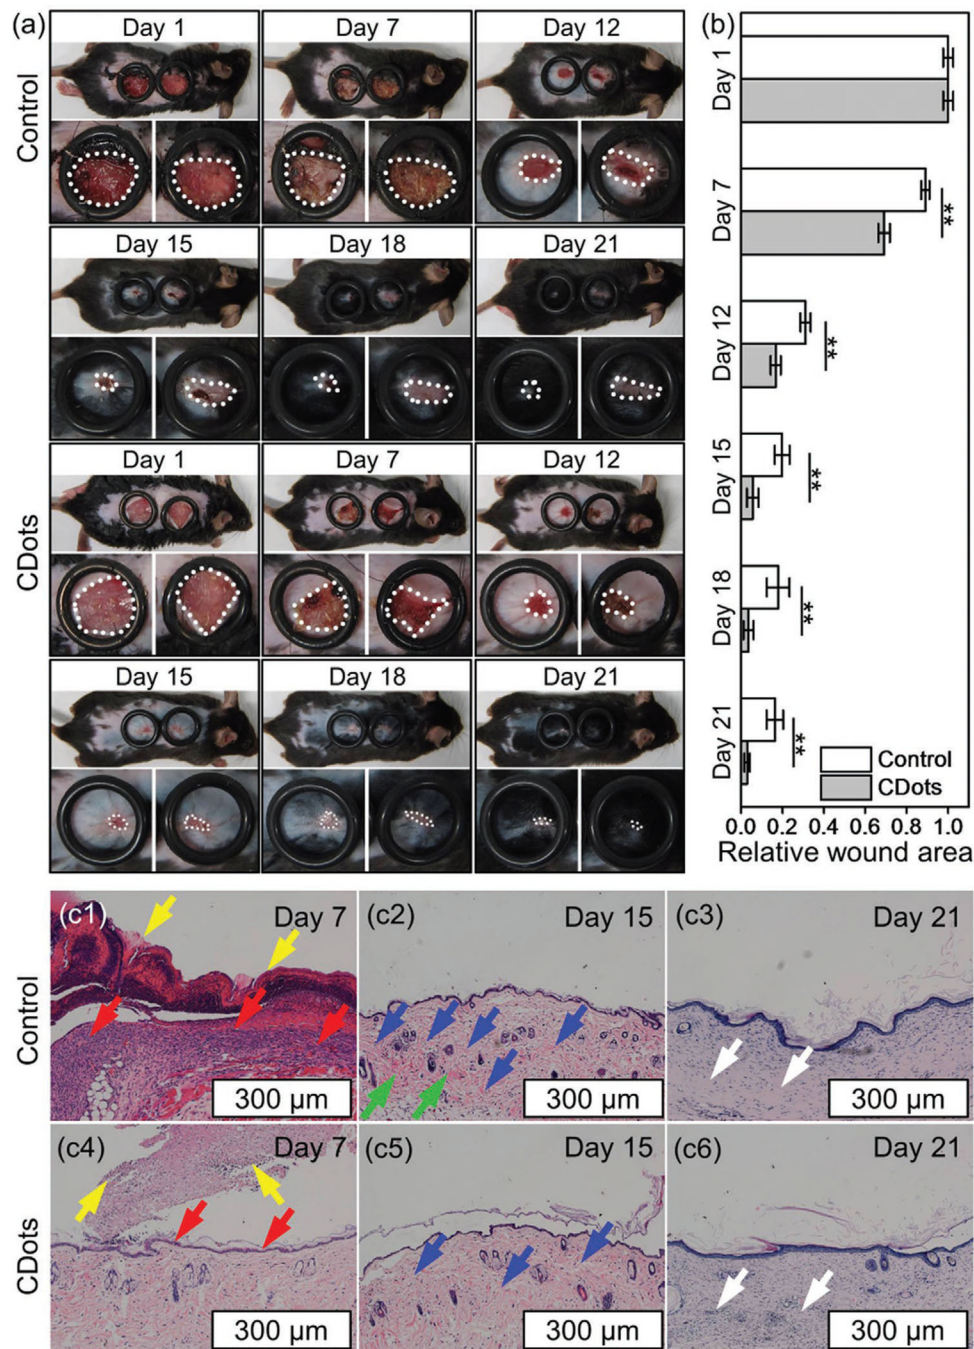 (a)
Day 1
Day 7
Day 12
Control
Day 15
Day 18
Day 21
Day 1
Day 7
Day 12
CDots
Day 15
Day 18
Day 21
(b)
Day 1
Day 7
**
Day 12
**
Day 15
**
Day 18
**
Day 21
**
Control
CDots
0.0 0.2 0.4 0.6 0.8 1.0
Relative wound area
Control
(c1) Day 7
300 µm
(c2) Day 15
300 µm
(c3) Day 21
300 µm
CDots
(c4) Day 7
300 µm
(c5) Day 15
300 µm
(c6) Day 21
300 µm